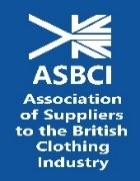 ASBCI
Association
of Suppliers
to the British
Clothing
Industry